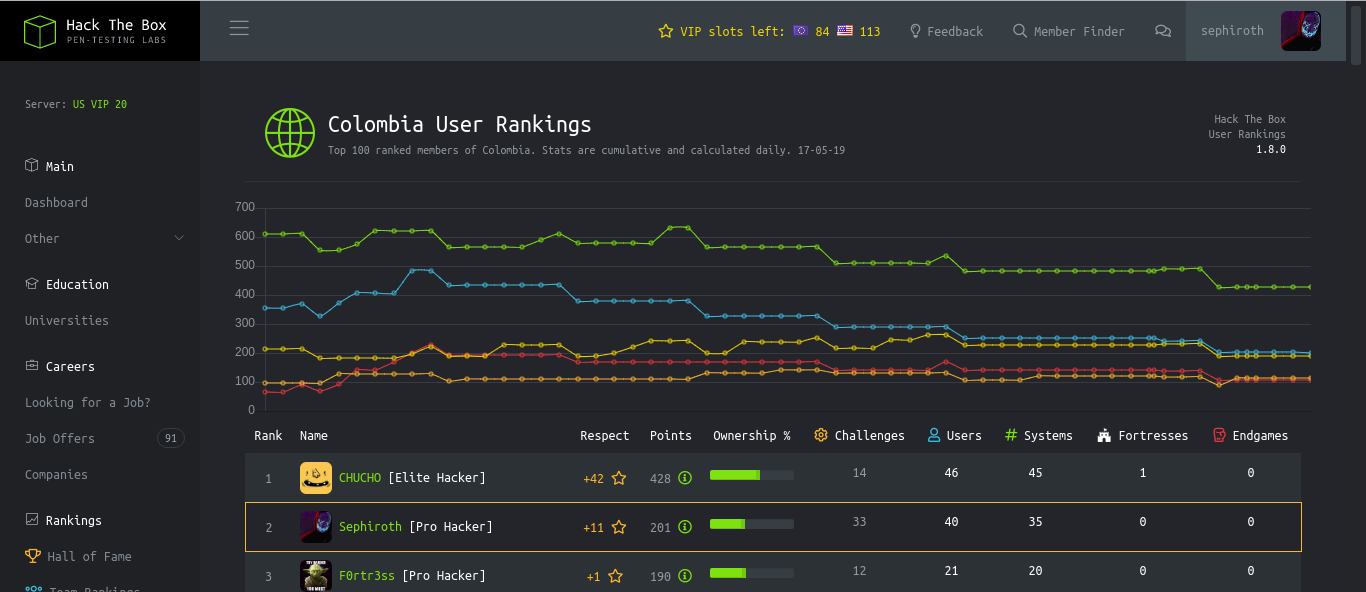 Hack The Box
PEN-TESTING LABS
VIP slots left: 84 113
Feedback
Member Finder
sephiroth
Server: US VIP 20
Main
Dashboard
Other
Education
Universities
Careers
Looking for a Job?
Job Offers 91
Companies
Rankings
Hall of Fame
Team Rankings
Colombia User Rankings
Top 100 ranked members of Colombia. Stats are cumulative and calculated daily. 17-05-19
Hack The Box
User Rankings
1.8.0
700
600
500
400
300
200
100
0
Rank Name Respect Points Ownership % Challenges Users Systems Fortresses Endgames
1 CHUCHO [Elite Hacker] +42 428 14 46 45 1 0
2 Sephiroth [Pro Hacker] +11 201 33 40 35 0 0
3 F0rtr3ss [Pro Hacker] +1 190 12 21 20 0 0